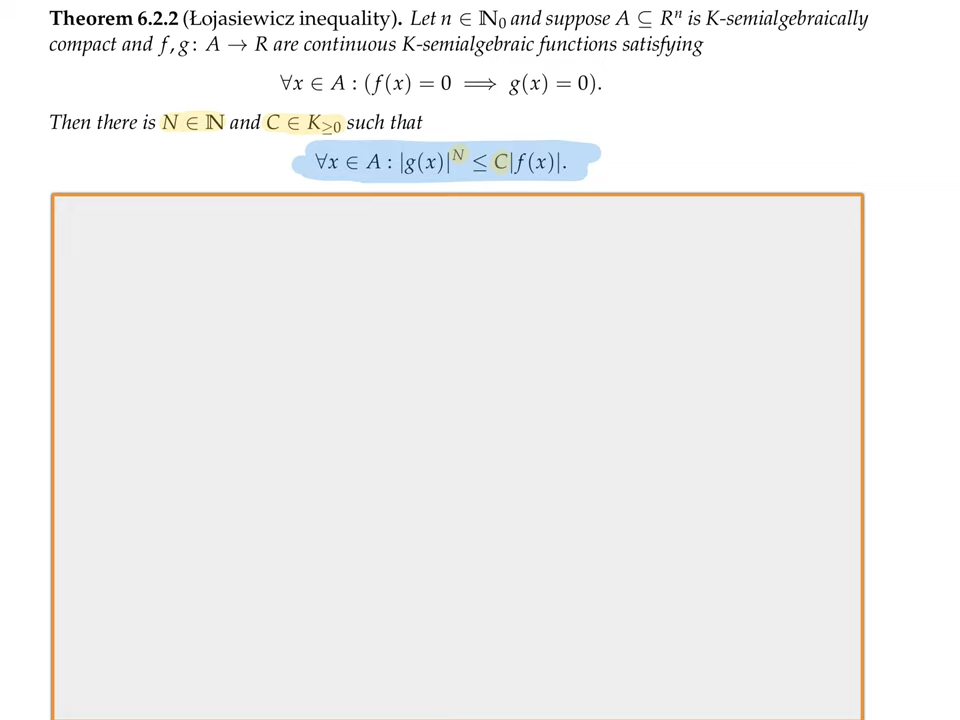 Theorem 6.2.2 (Łojasiewicz inequality). Let n ∈ ℕ₀ and suppose A ⊆ Rⁿ is K-semialgebraically
compact and f, g: A → R are continuous K-semialgebraic functions satisfying
∀x ∈ A : (f(x) = 0 ⟹ g(x) = 0).
Then there is N ∈ ℕ and C ∈ K≥0 such that
∀x ∈ A : |g(x)|ᴺ ≤ C|f(x)|.